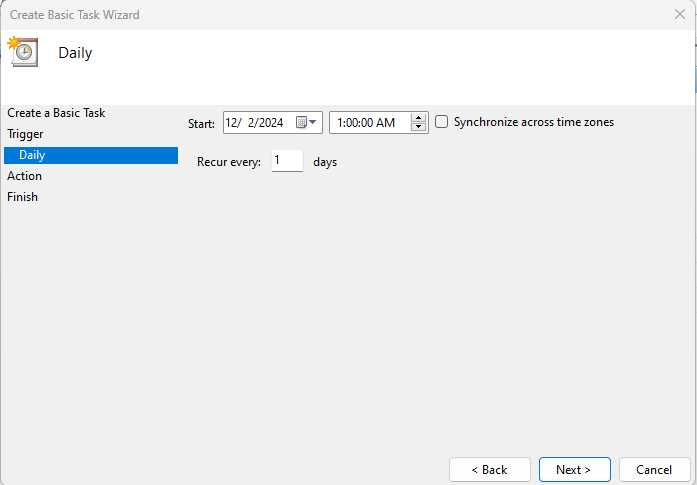 Create Basic Task Wizard
Daily
Create a Basic Task
Trigger
Daily
Action
Finish
Start: 12/ 2/2024 1:00:00 AM Synchronize across time zones
Recur every: 1 days
< Back Next > Cancel